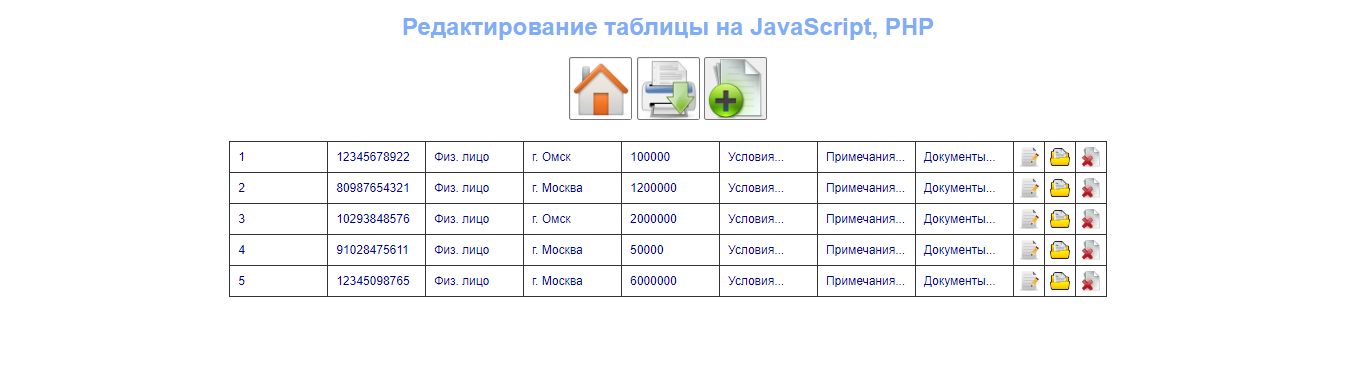 Редактирование таблицы на JavaScript, PHP
1 12345678922 Физ. лицо г. Омск 100000 Условия... Примечания... Документы...
2 80987654321 Физ. лицо г. Москва 1200000 Условия... Примечания... Документы...
3 10293848576 Физ. лицо г. Омск 2000000 Условия... Примечания... Документы...
4 91028475611 Физ. лицо г. Москва 50000 Условия... Примечания... Документы...
5 12345098765 Физ. лицо г. Москва 6000000 Условия... Примечания... Документы...